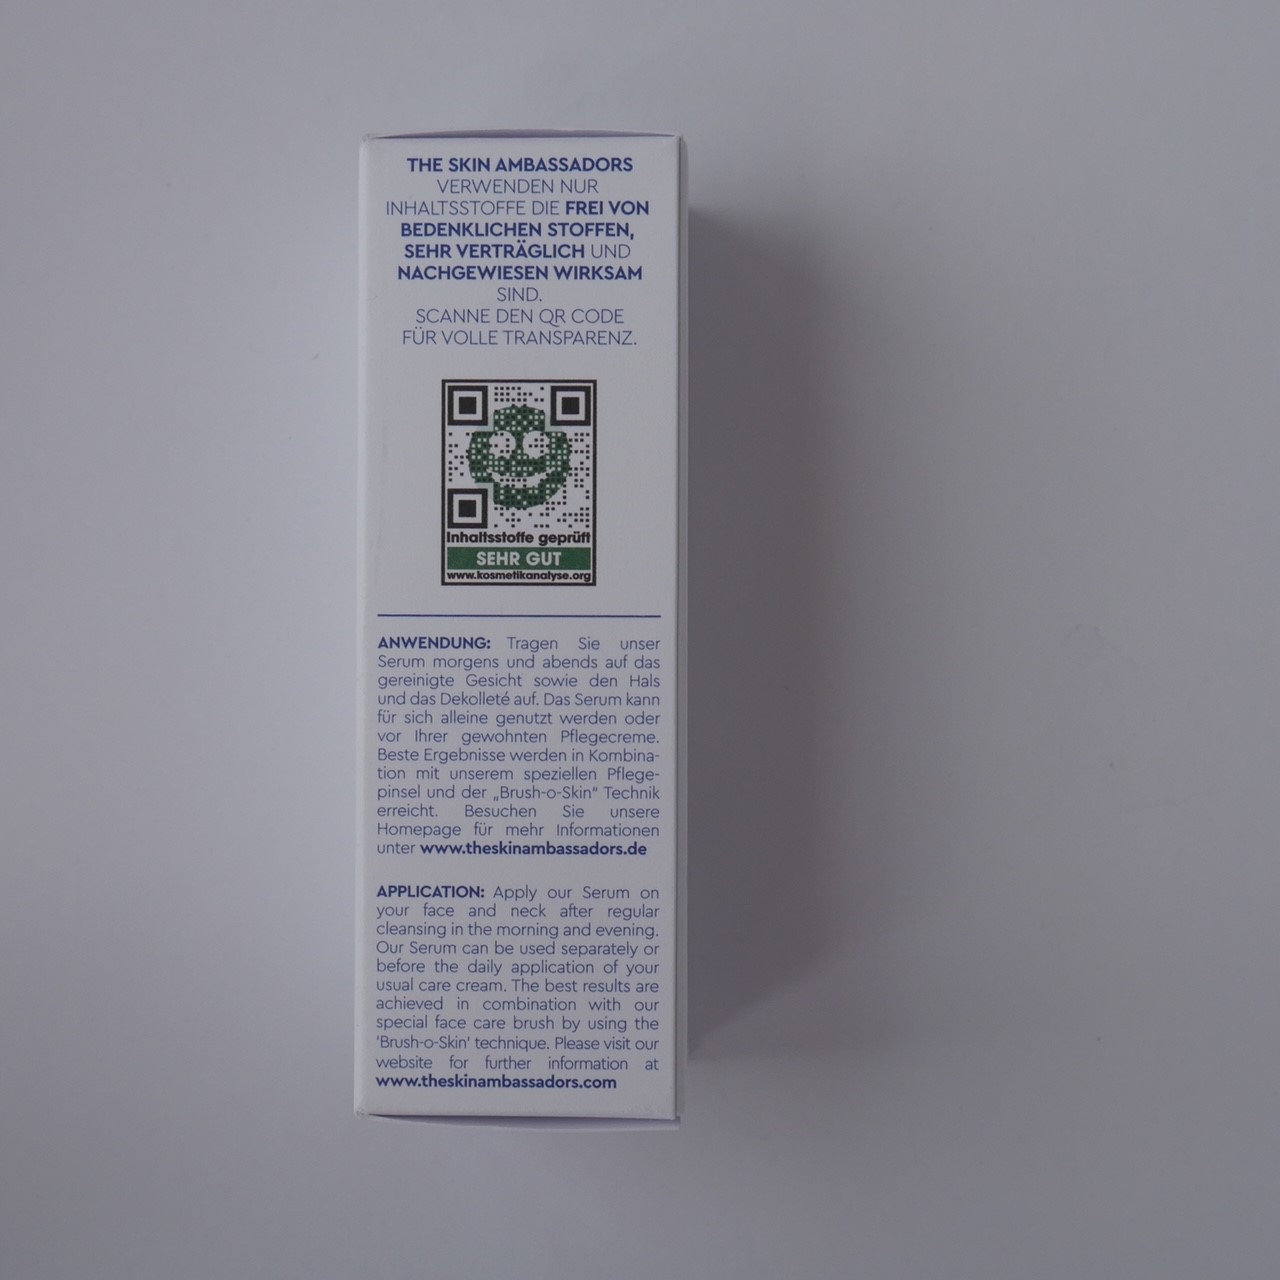 THE SKIN AMBASSADORS
VERWENDEN NUR
INHALTSSTOFFE DIE FREI VON
BEDENKLICHEN STOFFEN,
SEHR VERTRÄGLICH UND
NACHGEWIESEN WIRKSAM
SIND.
SCANNE DEN QR CODE
FÜR VOLLE TRANSPARENZ.
Inhaltsstoffe geprüft
SEHR GUT
www.kosmetikanalyse.org
ANWENDUNG: Tragen Sie unser
Serum morgens und abends auf das
gereinigte Gesicht sowie den Hals
und das Dekolleté auf. Das Serum kann
für sich alleine genutzt werden oder
vor Ihrer gewohnten Pflegecreme.
Beste Ergebnisse werden in Kombina-
tion mit unserem speziellen Pflege-
pinsel und der „Brush-o-Skin“ Technik
erreicht. Besuchen Sie unsere
Homepage für mehr Informationen
unter www.theskinambassadors.de
APPLICATION: Apply our Serum on
your face and neck after regular
cleansing in the morning and evening.
Our Serum can be used separately or
before the daily application of your
usual care cream. The best results are
achieved in combination with our
special face care brush by using the
'Brush-o-Skin' technique. Please visit our
website for further information at
www.theskinambassadors.com